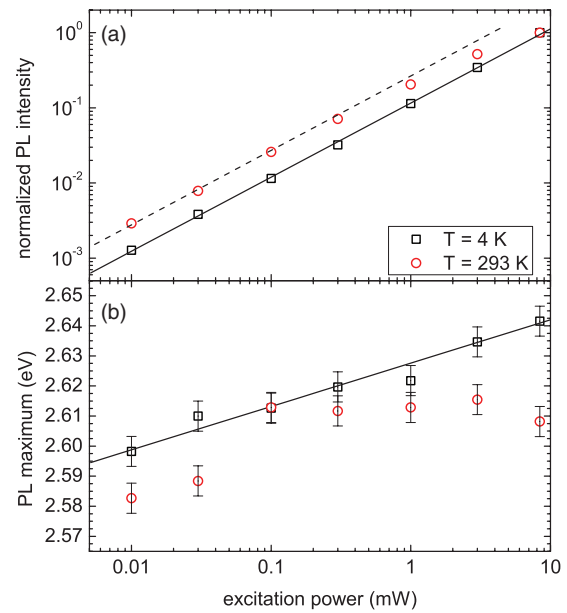 (a)
normalized PL intensity
10^0
10^-1
10^-2
10^-3
T = 4 K
T = 293 K
(b)
PL maximum (eV)
2.65
2.64
2.63
2.62
2.61
2.60
2.59
2.58
2.57
0.01 0.1 1 10
excitation power (mW)